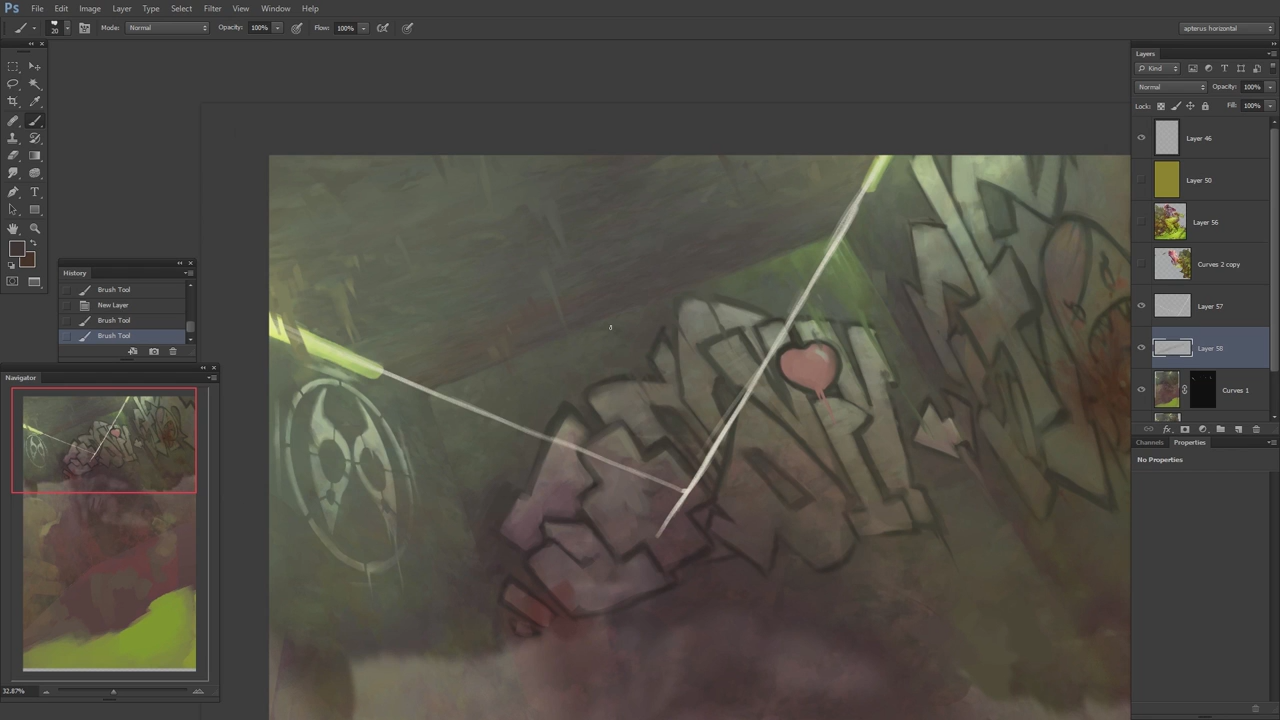 Ps File Edit Image Layer Type Select Filter View Window Help
20 Mode: Normal Opacity: 100% Flow: 100% apterus horizontal
Layers
Kind
Normal Opacity: 100%
Lock: Fill: 100%
Layer 46
Layer 50
Layer 56
Curves 2 copy
Layer 57
Layer 58
Curves 1
fx
Channels Properties
No Properties
History
Brush Tool
New Layer
Brush Tool
Brush Tool
Navigator
32.87%